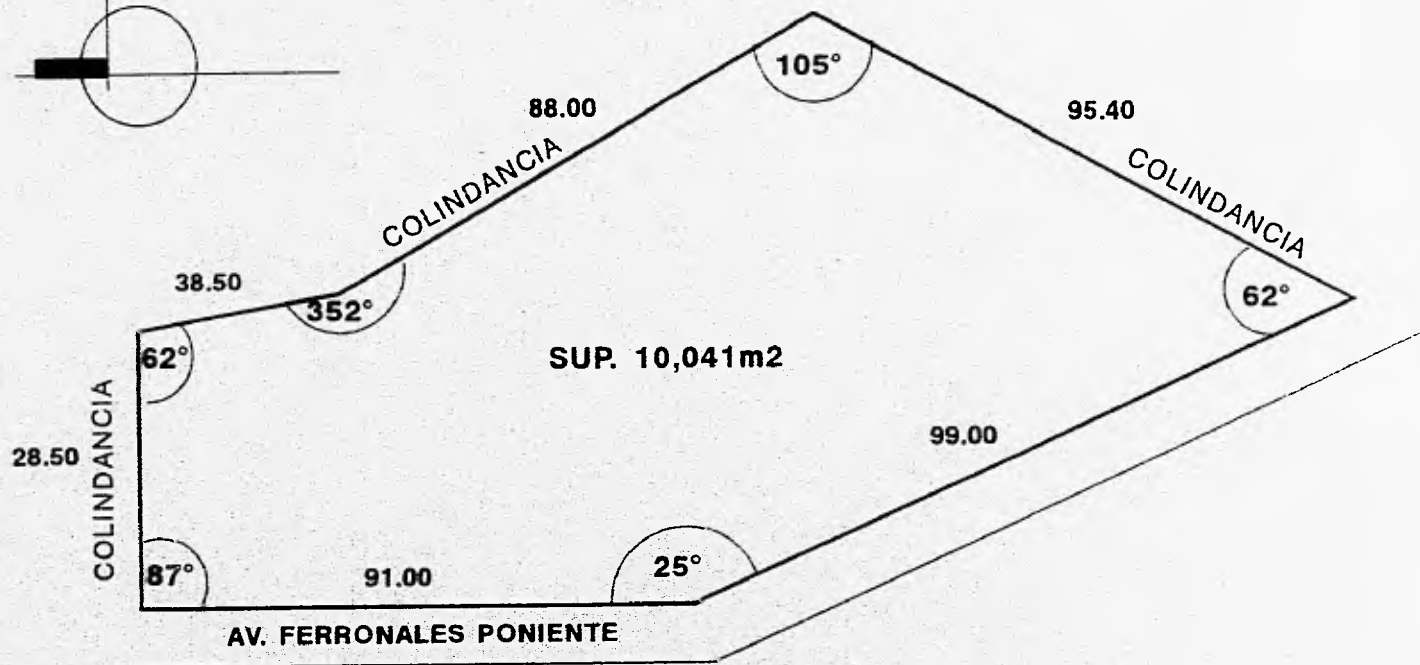 105°
88.00
95.40
COLINDANCIA
COLINDANCIA
38.50
352°
62°
62°
SUP. 10,041m2
COLINDANCIA
28.50
99.00
87°
91.00
25°
AV. FERRONALES PONIENTE